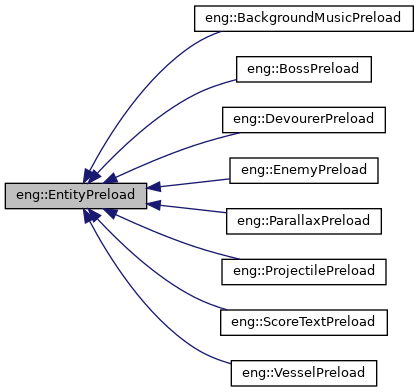 eng::BackgroundMusicPreload
eng::BossPreload
eng::DevourerPreload
eng::EnemyPreload
eng::EntityPreload
eng::ParallaxPreload
eng::ProjectilePreload
eng::ScoreTextPreload
eng::VesselPreload